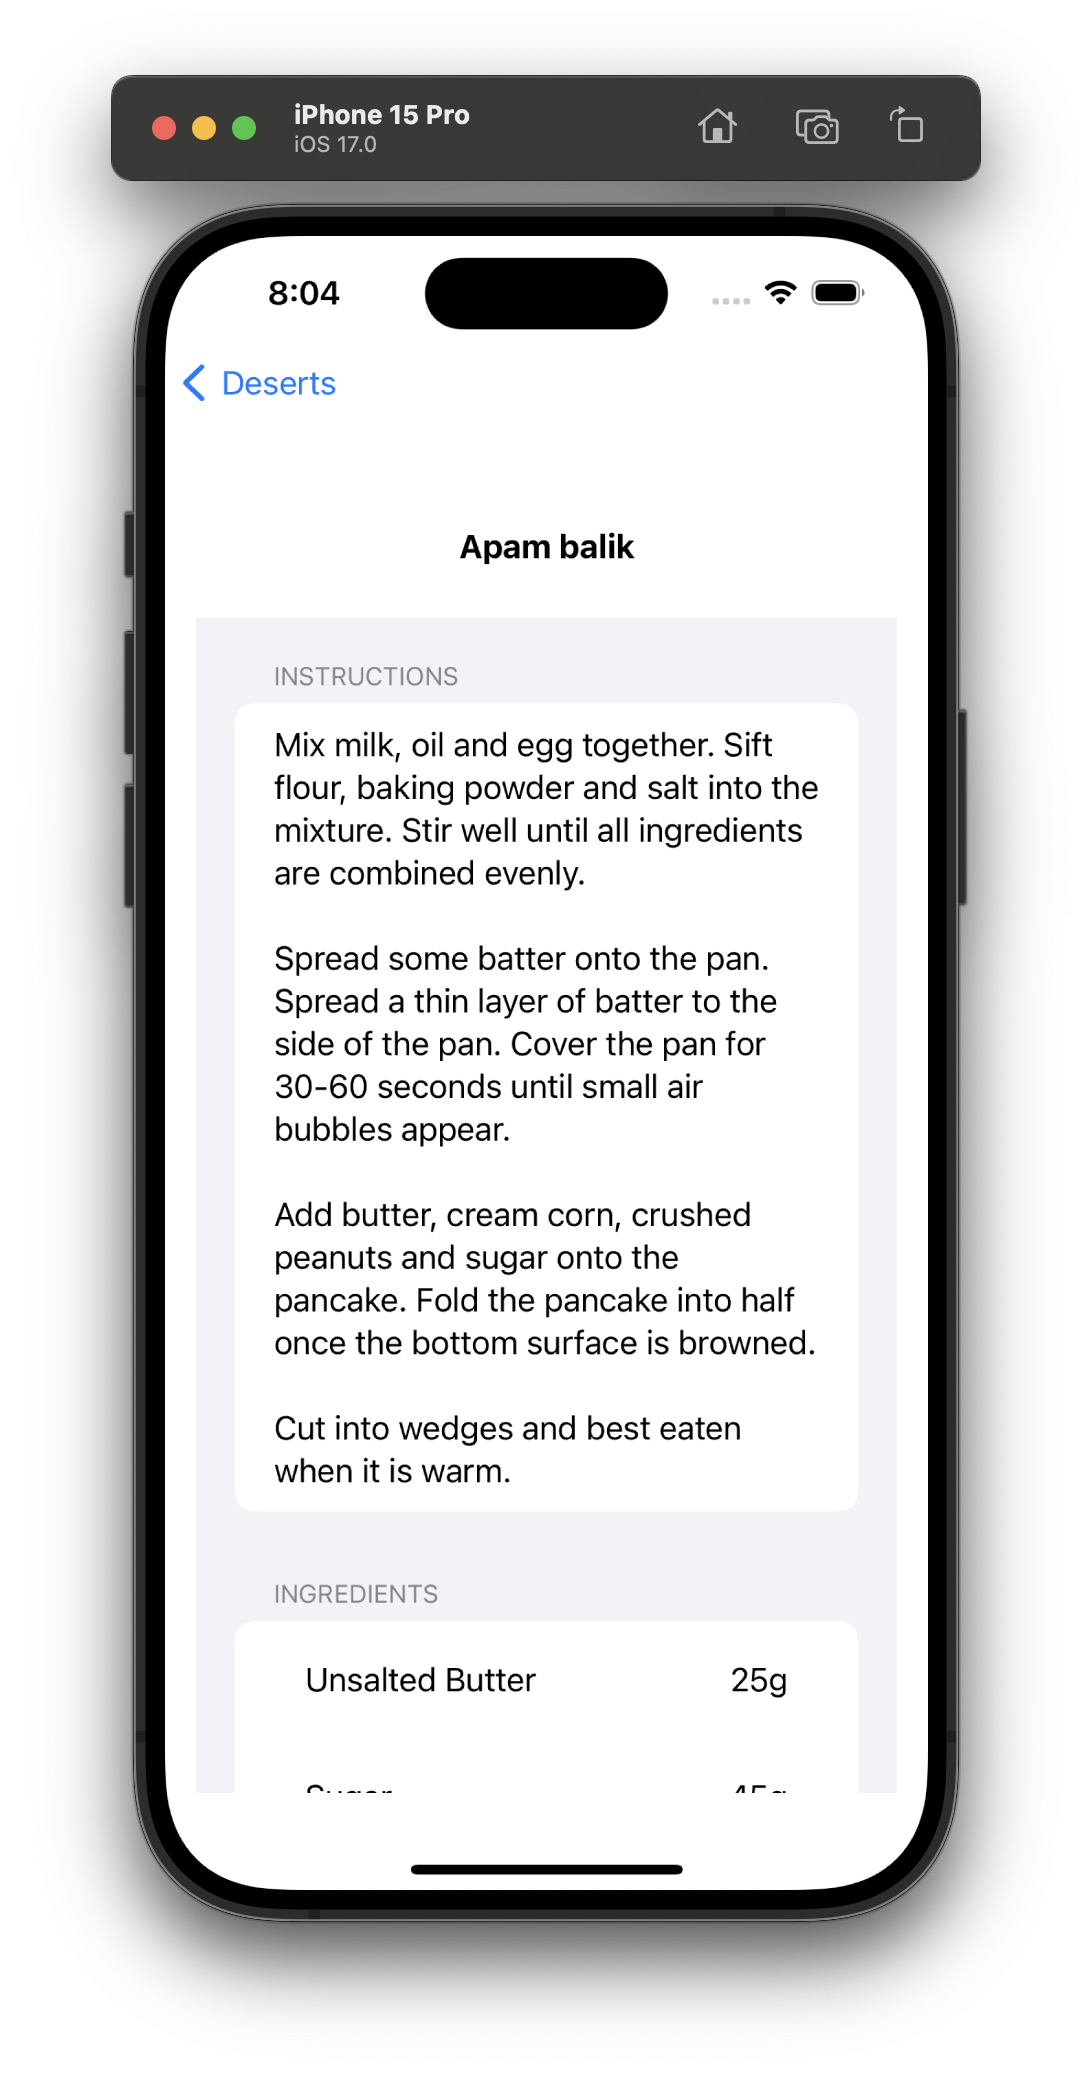 iPhone 15 Pro
iOS 17.0
8:04
Deserts
Apam balik
INSTRUCTIONS
Mix milk, oil and egg together. Sift
flour, baking powder and salt into the
mixture. Stir well until all ingredients
are combined evenly.
Spread some batter onto the pan.
Spread a thin layer of batter to the
side of the pan. Cover the pan for
30-60 seconds until small air
bubbles appear.
Add butter, cream corn, crushed
peanuts and sugar onto the
pancake. Fold the pancake into half
once the bottom surface is browned.
Cut into wedges and best eaten
when it is warm.
INGREDIENTS
Unsalted Butter 25g
Sugar 45g